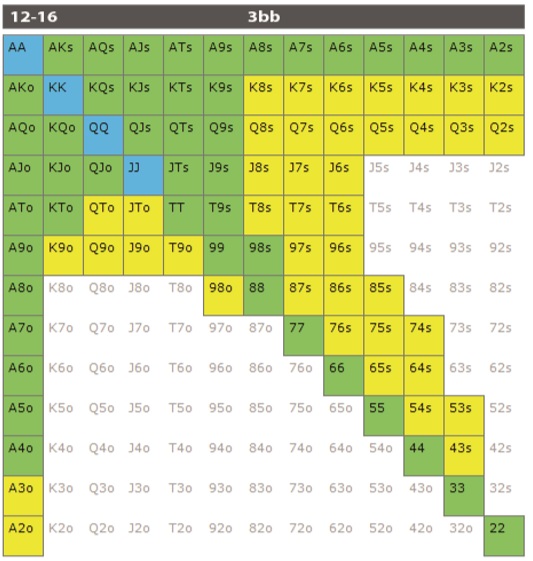 12-16 3bb
AA AKs AQs AJs ATs A9s A8s A7s A6s A5s A4s A3s A2s
AKo KK KQs KJs KTs K9s K8s K7s K6s K5s K4s K3s K2s
AQo KQo QQ QJs QTs Q9s Q8s Q7s Q6s Q5s Q4s Q3s Q2s
AJo KJo QJo JJ JTs J9s J8s J7s J6s J5s J4s J3s J2s
ATo KTo QTo JTo TT T9s T8s T7s T6s T5s T4s T3s T2s
A9o K9o Q9o J9o T9o 99 98s 97s 96s 95s 94s 93s 92s
A8o K8o Q8o J8o T8o 98o 88 87s 86s 85s 84s 83s 82s
A7o K7o Q7o J7o T7o 97o 87o 77 76s 75s 74s 73s 72s
A6o K6o Q6o J6o T6o 96o 86o 76o 66 65s 64s 63s 62s
A5o K5o Q5o J5o T5o 95o 85o 75o 65o 55 54s 53s 52s
A4o K4o Q4o J4o T4o 94o 84o 74o 64o 54o 44 43s 42s
A3o K3o Q3o J3o T3o 93o 83o 73o 63o 53o 43o 33 32s
A2o K2o Q2o J2o T2o 92o 82o 72o 62o 52o 42o 32o 22